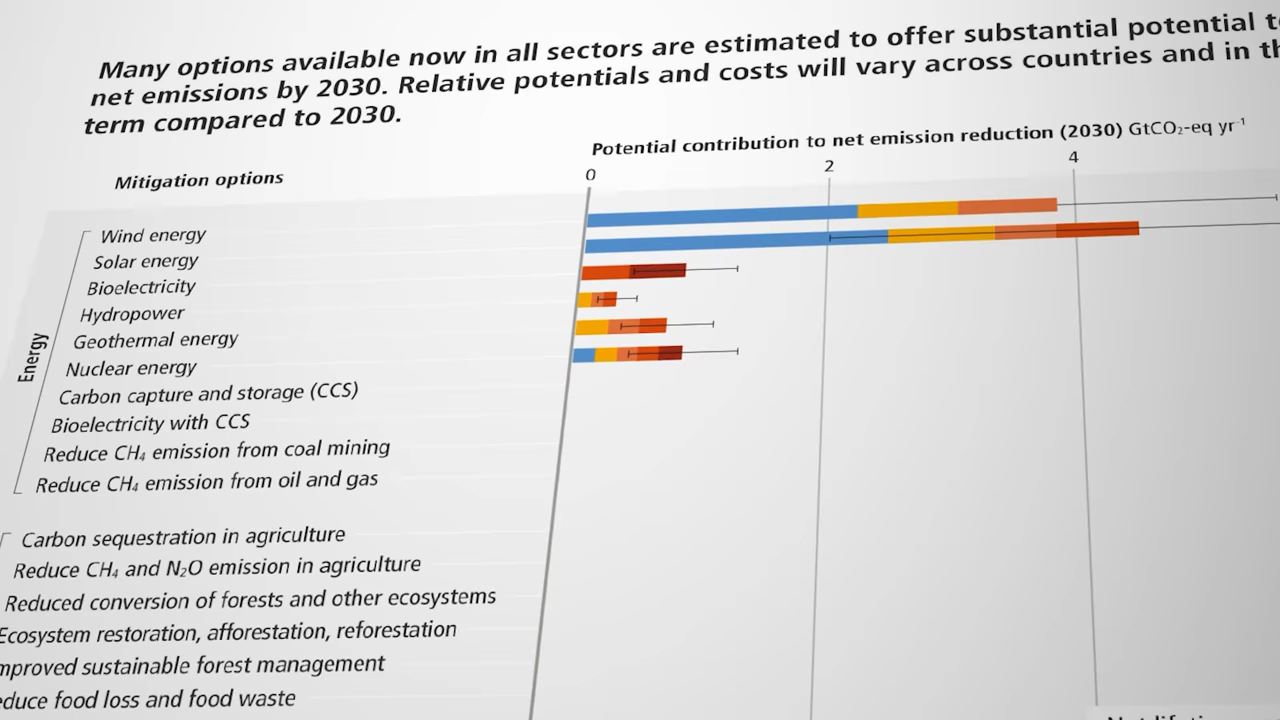 Many options available now in all sectors are estimated to offer substantial potential
net emissions by 2030. Relative potentials and costs will vary across countries and in
term compared to 2030.
Potential contribution to net emission reduction (2030) GtCO₂-eq yr⁻¹
Mitigation options
0 2 4
Wind energy
Solar energy
Bioelectricity
Hydropower
Geothermal energy
Nuclear energy
Carbon capture and storage (CCS)
Bioelectricity with CCS
Reduce CH₄ emission from coal mining
Reduce CH₄ emission from oil and gas
Energy
Carbon sequestration in agriculture
Reduce CH₄ and N₂O emission in agriculture
Reduced conversion of forests and other ecosystems
Ecosystem restoration, afforestation, reforestation
mproved sustainable forest management
educe food loss and food waste